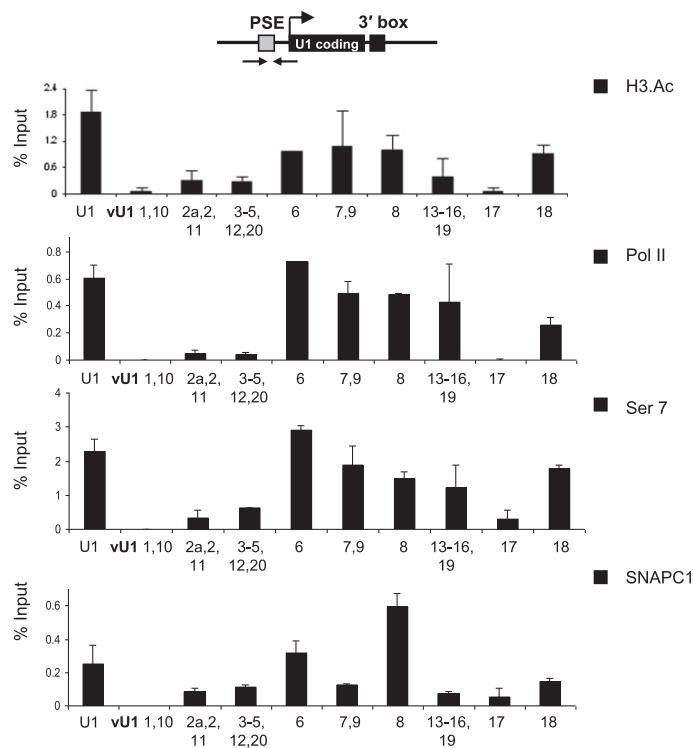 PSE
3′ box
U1 coding
% Input
2.4
1.8
1.2
0.6
0
U1 vU1 1,10 2a,2, 3-5, 6 7,9 8 13-16, 17 18
11 12,20 19
H3.Ac
% Input
0.8
0.6
0.4
0.2
0
U1 vU1 1,10 2a,2, 3-5, 6 7,9 8 13-16, 17 18
11 12,20 19
Pol II
% Input
4
3
2
1
0
U1 vU1 1,10 2a,2, 3-5, 6 7,9 8 13-16, 17 18
11 12,20 19
Ser 7
% Input
0.6
0.4
0.2
0
U1 vU1 1,10 2a,2, 3-5, 6 7,9 8 13-16, 17 18
11 12,20 19
SNAPC1